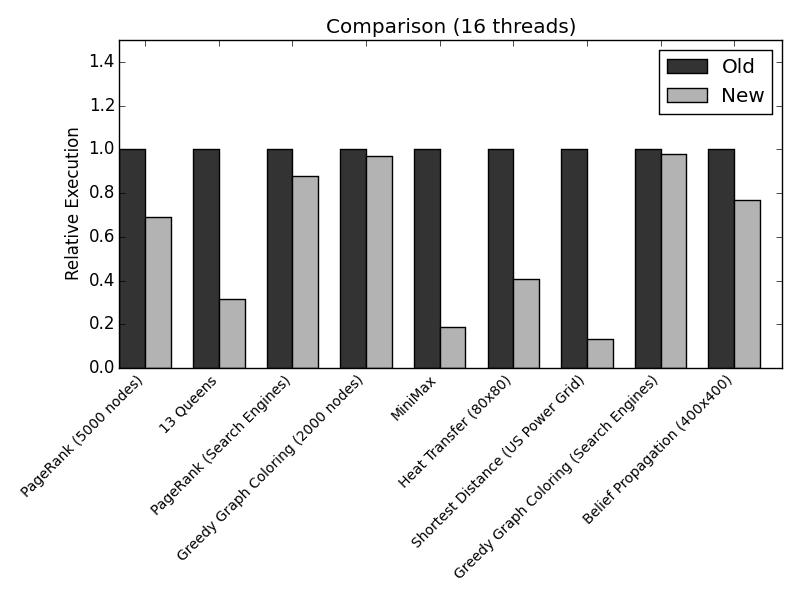 Comparison (16 threads)
Old
New
Relative Execution
1.4
1.2
1.0
0.8
0.6
0.4
0.2
0.0
PageRank (5000 nodes)
13 Queens
PageRank (Search Engines)
Greedy Graph Coloring (2000 nodes)
MiniMax
Heat Transfer (80x80)
Shortest Distance (US Power Grid)
Greedy Graph Coloring (Search Engines)
Belief Propagation (400x400)